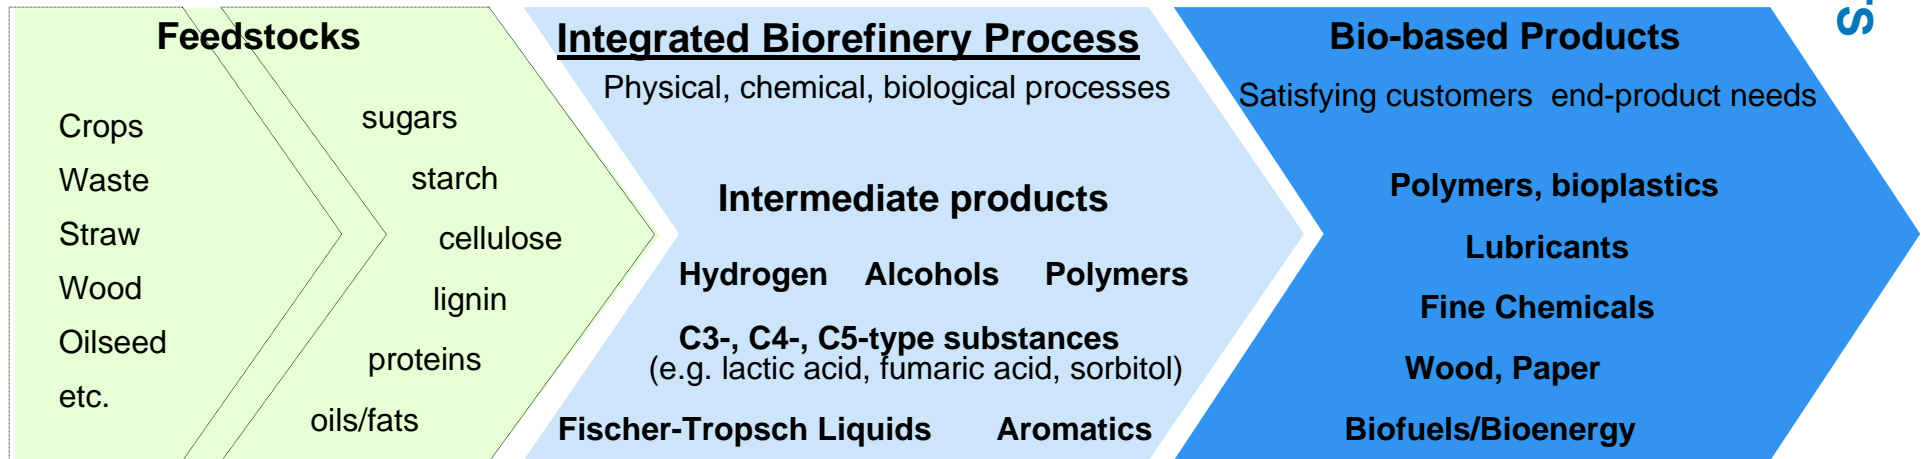 Feedstocks
Crops
Waste
Straw
Wood
Oilseed
etc.
sugars
starch
cellulose
lignin
proteins
oils/fats
Integrated Biorefinery Process
Physical, chemical, biological processes
Intermediate products
Hydrogen Alcohols Polymers
C3-, C4-, C5-type substances
(e.g. lactic acid, fumaric acid, sorbitol)
Fischer-Tropsch Liquids Aromatics
Bio-based Products
Satisfying customers end-product needs
Polymers, bioplastics
Lubricants
Fine Chemicals
Wood, Paper
Biofuels/Bioenergy